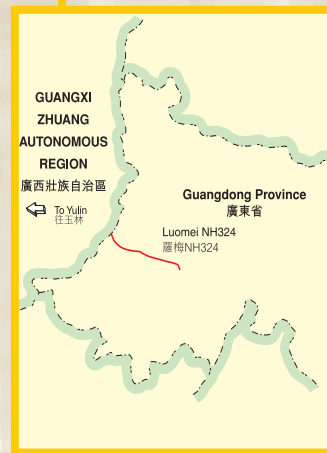 GUANGXI
ZHUANG
AUTONOMOUS
REGION
廣西壯族自治區
To Yulin
往玉林
Guangdong Province
廣東省
Luomei NH324
羅梅NH324